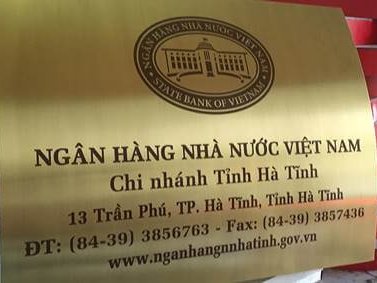 NGÂN HÀNG NHÀ NƯỚC VIỆT NAM
STATE BANK OF VIETNAM
NGÂN HÀNG NHÀ NƯỚC VIỆT NAM
Chi nhánh Tỉnh Hà Tĩnh
13 Trần Phú, TP. Hà Tĩnh, Tỉnh Hà Tĩnh
ĐT: (84-39) 3856763 - Fax: (84-39) 3857436
www.nganhangnnhatinh.gov.vn